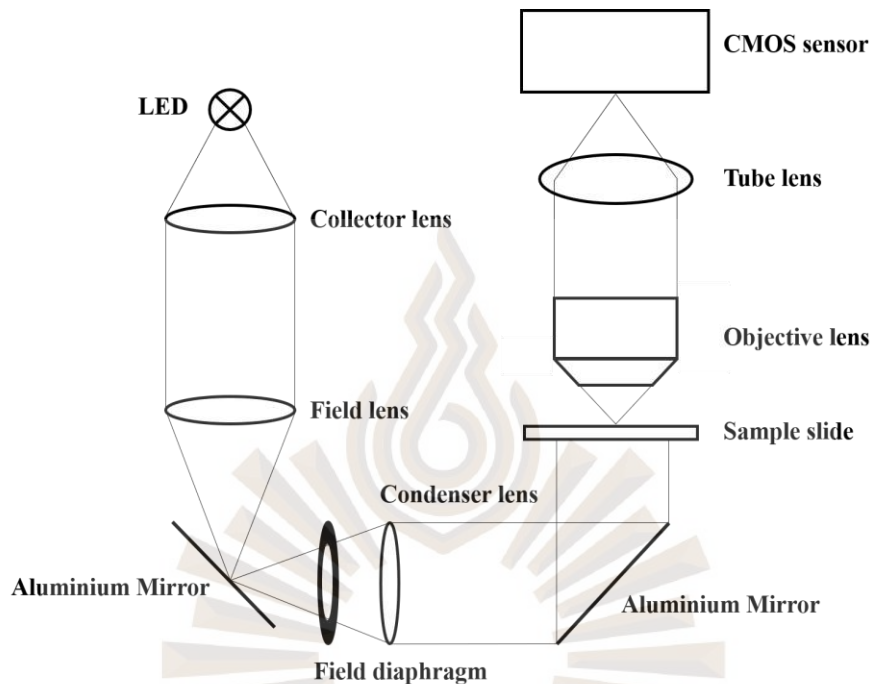 CMOS sensor
LED
Tube lens
Collector lens
Objective lens
Field lens
Sample slide
Condenser lens
Aluminium Mirror
Aluminium Mirror
Field diaphragm